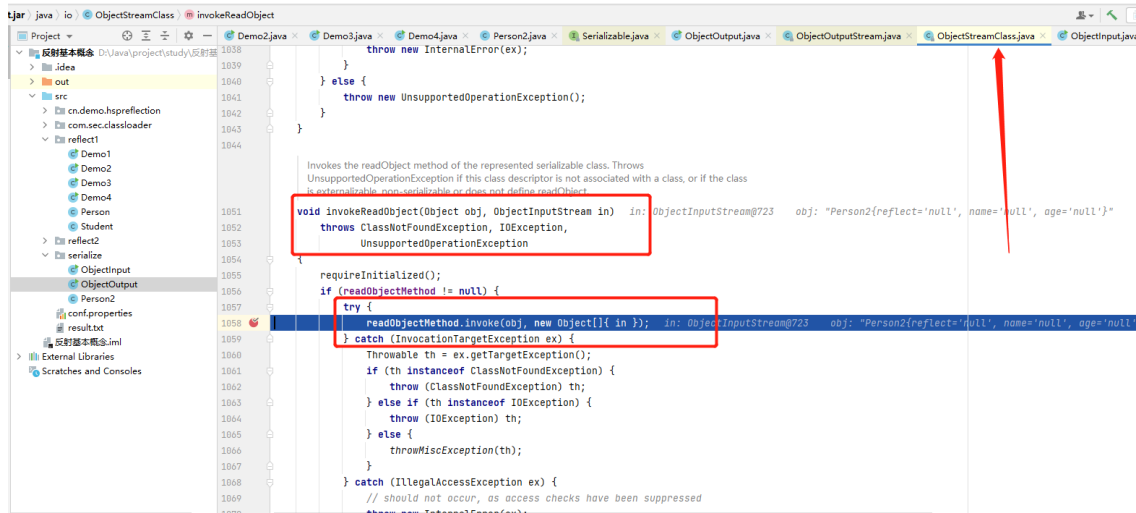 t.jar java io ObjectStreamClass invokeReadObject
Project
Demo2.java Demo3.java Demo4.java Person2.java Serializable.java ObjectOutput.java ObjectOutputStream.java ObjectStreamClass.java ObjectInput.java
反射基本概念 D:\Java\project\study\反射基
.idea
out
src
cn.demo.hspreflection
com.sec.classloader
reflect1
Demo1
Demo2
Demo3
Demo4
Person
Student
reflect2
serialize
ObjectInput
ObjectOutput
Person2
conf.properties
result.txt
反射基本概念.iml
External Libraries
Scratches and Consoles
1038 throw new InternalError(ex);
1039 }
1040 } else {
1041 throw new UnsupportedOperationException();
1042 }
1043 }
1044
Invokes the readObject method of the represented serializable class. Throws
UnsupportedOperationException if this class descriptor is not associated with a class, or if the class
is externalizable, non-serializable or does not define readObject.
1051 void invokeReadObject(Object obj, ObjectInputStream in) in: ObjectInputStream@723 obj: "Person2{reflect='null', name='null', age='null'}"
1052 throws ClassNotFoundException, IOException,
1053 UnsupportedOperationException
1054 {
1055 requireInitialized();
1056 if (readObjectMethod != null) {
1057 try {
1058 readObjectMethod.invoke(obj, new Object[]{ in }); in: ObjectInputStream@723 obj: "Person2{reflect='null', name='null', age='null'
1059 } catch (InvocationTargetException ex) {
1060 Throwable th = ex.getTargetException();
1061 if (th instanceof ClassNotFoundException) {
1062 throw (ClassNotFoundException) th;
1063 } else if (th instanceof IOException) {
1064 throw (IOException) th;
1065 } else {
1066 throwMiscException(th);
1067 }
1068 } catch (IllegalAccessException ex) {
1069 // should not occur, as access checks have been suppressed
1070 throw new InternalError(ex);